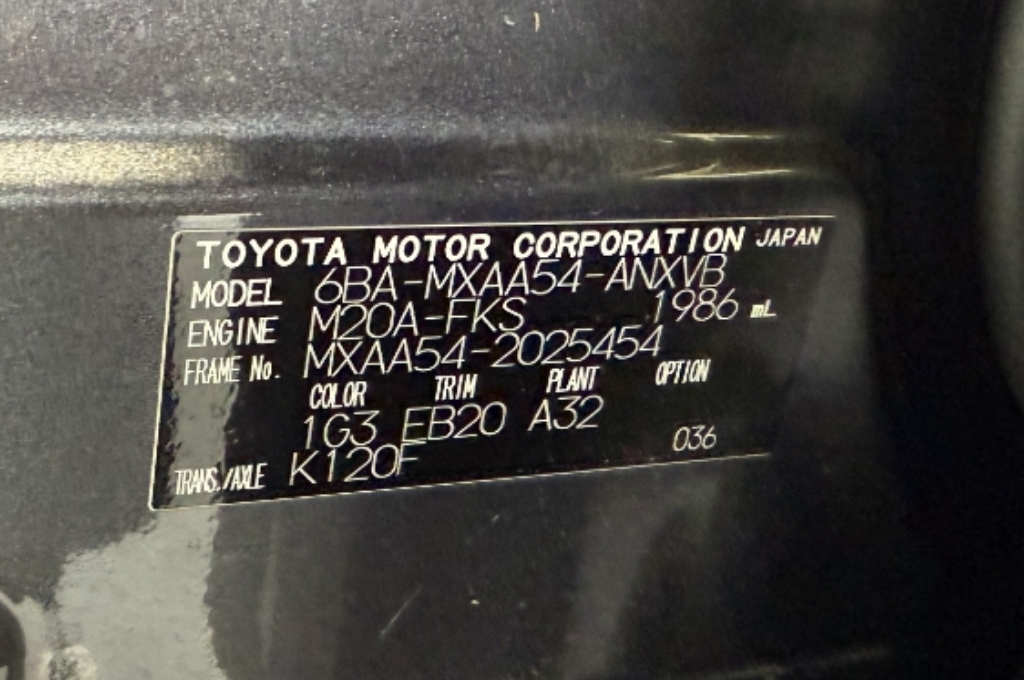 TOYOTA MOTOR CORPORATION JAPAN
MODEL 6BA-MXAA54-ANXVB
ENGINE M20A-FKS 1986 mL
FRAME No. MXAA54-2025454
COLOR TRIM PLANT OPTION
1G3 EB20 A32
TRANS./AXLE K120F 036